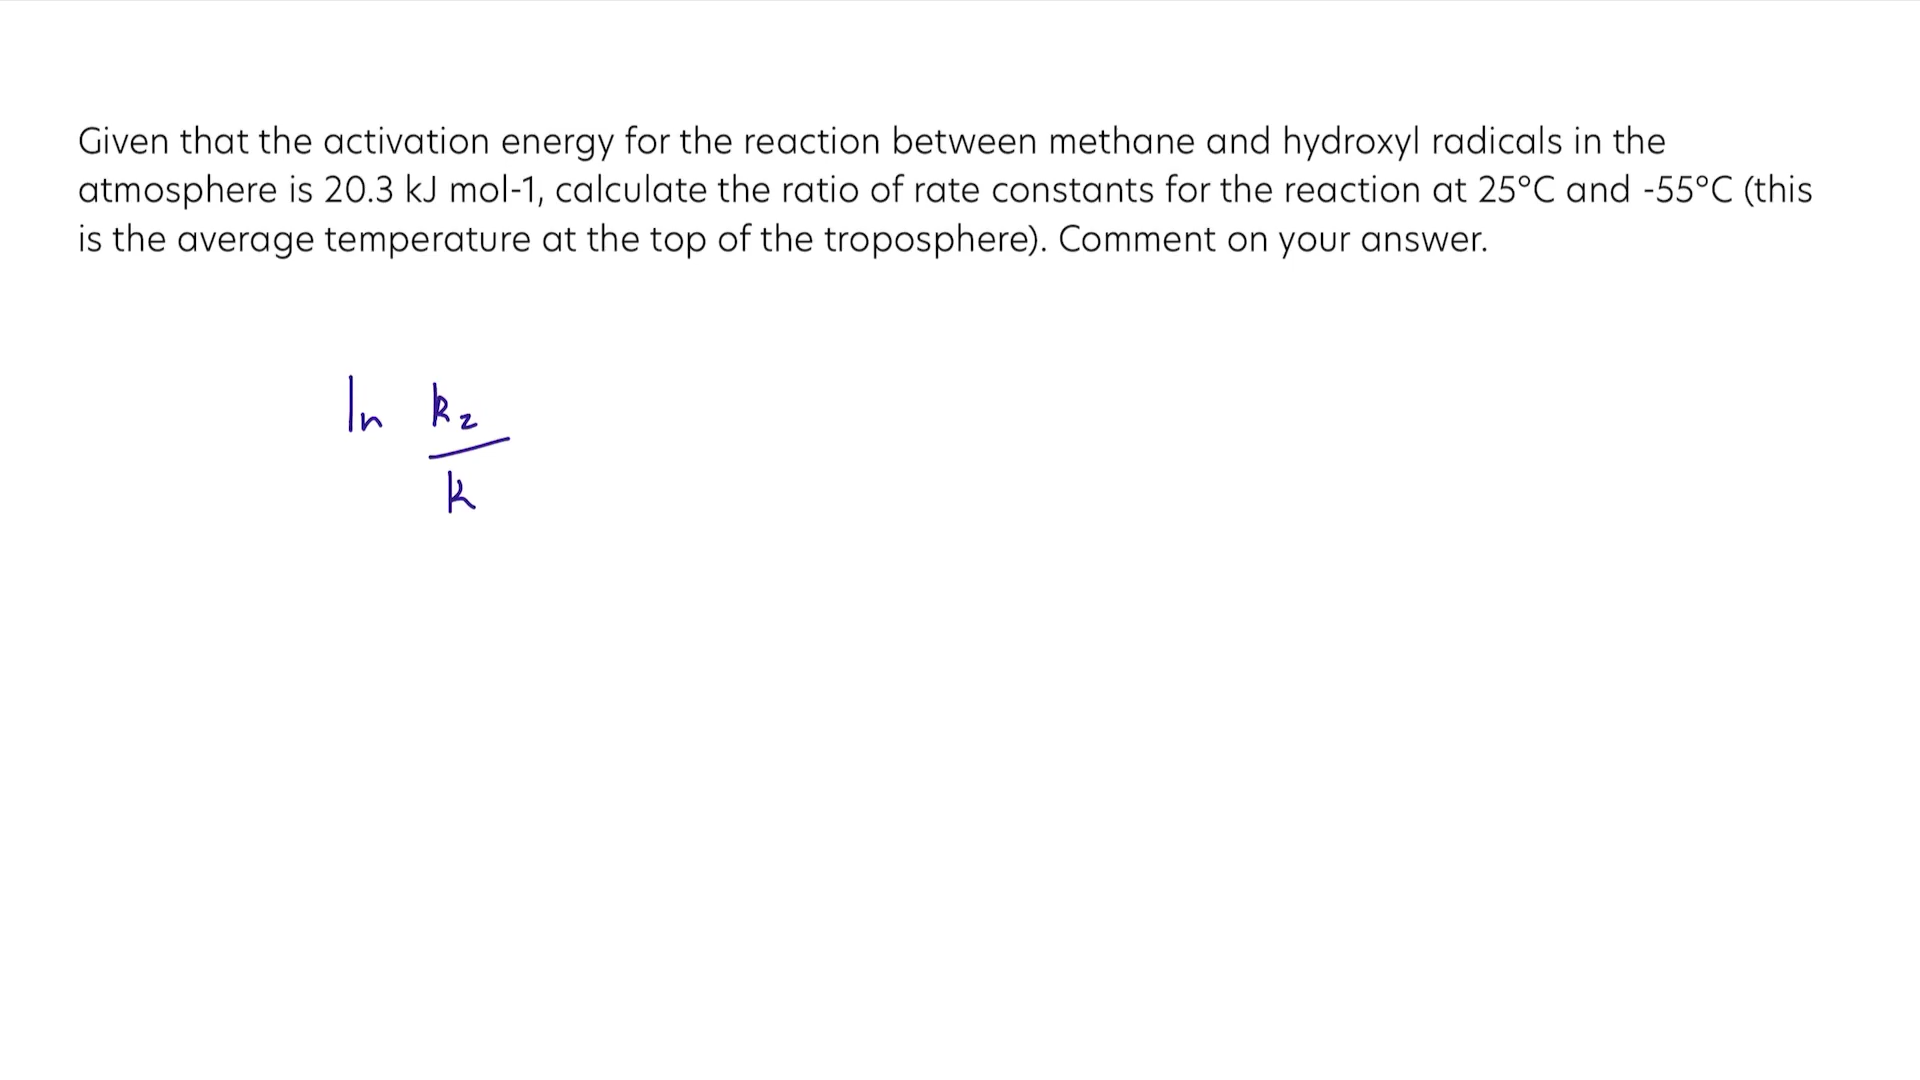 Given that the activation energy for the reaction between methane and hydroxyl radicals in the
atmosphere is 20.3 kJ mol-1, calculate the ratio of rate constants for the reaction at 25°C and -55°C (this
is the average temperature at the top of the troposphere). Comment on your answer.
ln k₂
k